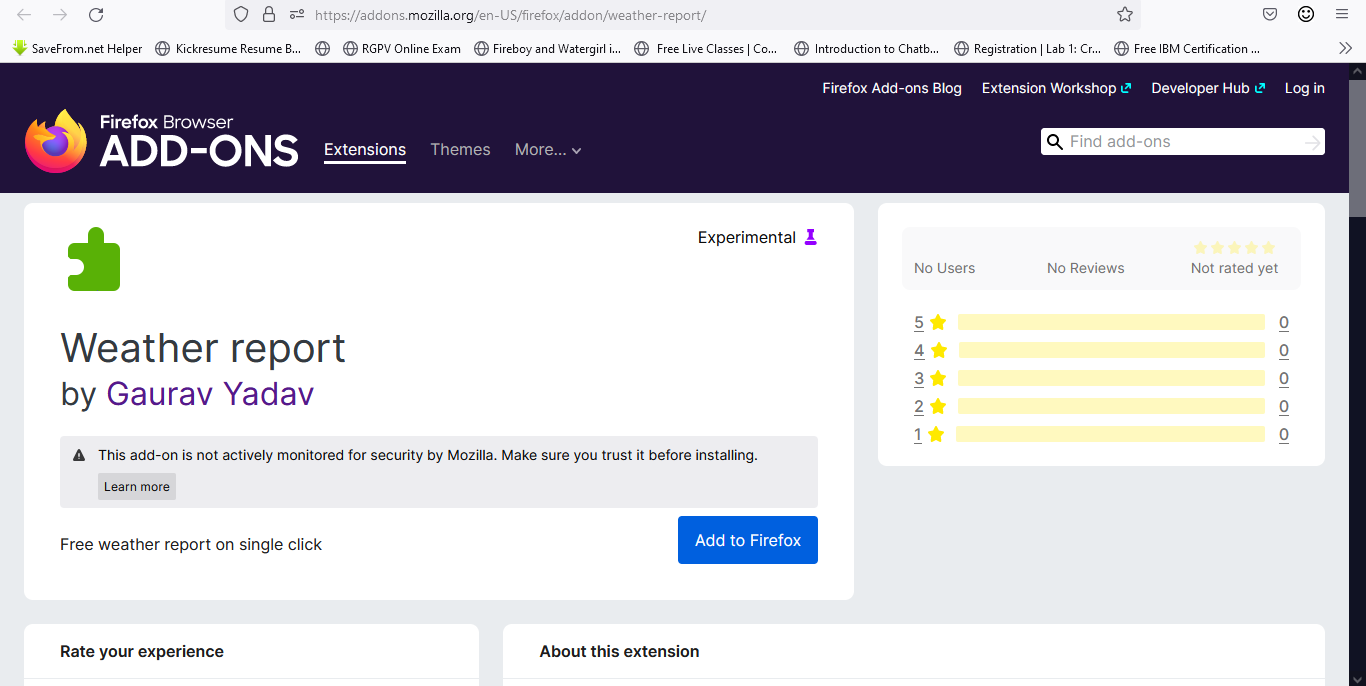 https://addons.mozilla.org/en-US/firefox/addon/weather-report/
SaveFrom.net Helper Kickresume Resume B... RGPV Online Exam Fireboy and Watergirl i... Free Live Classes | Co... Introduction to Chatb... Registration | Lab 1: Cr... Free IBM Certification ...
Firefox Add-ons Blog Extension Workshop Developer Hub Log in
Firefox Browser
ADD-ONS
Extensions Themes More... Find add-ons
Experimental
Weather report
by Gaurav Yadav
This add-on is not actively monitored for security by Mozilla. Make sure you trust it before installing.
Learn more
Free weather report on single click
Add to Firefox
No Users No Reviews Not rated yet
5 0
4 0
3 0
2 0
1 0
Rate your experience
About this extension